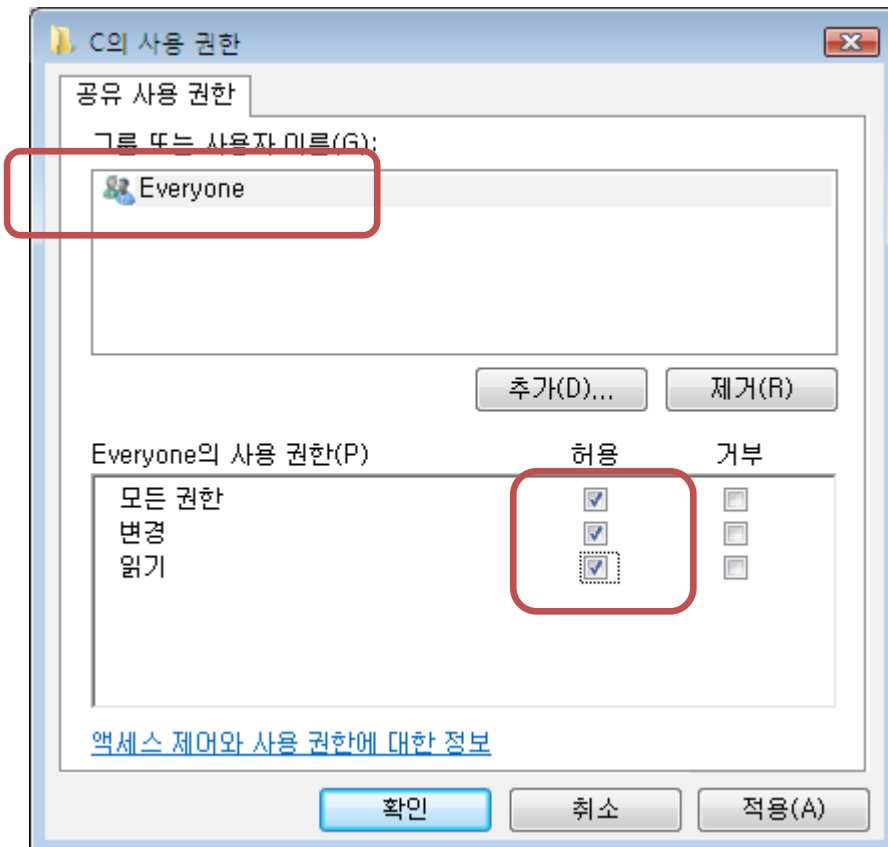 C의 사용 권한
공유 사용 권한
그룹 또는 사용자 이름(G):
Everyone
추가(D)... 제거(R)
Everyone의 사용 권한(P) 허용 거부
모든 권한
변경
읽기
액세스 제어와 사용 권한에 대한 정보
확인 취소 적용(A)